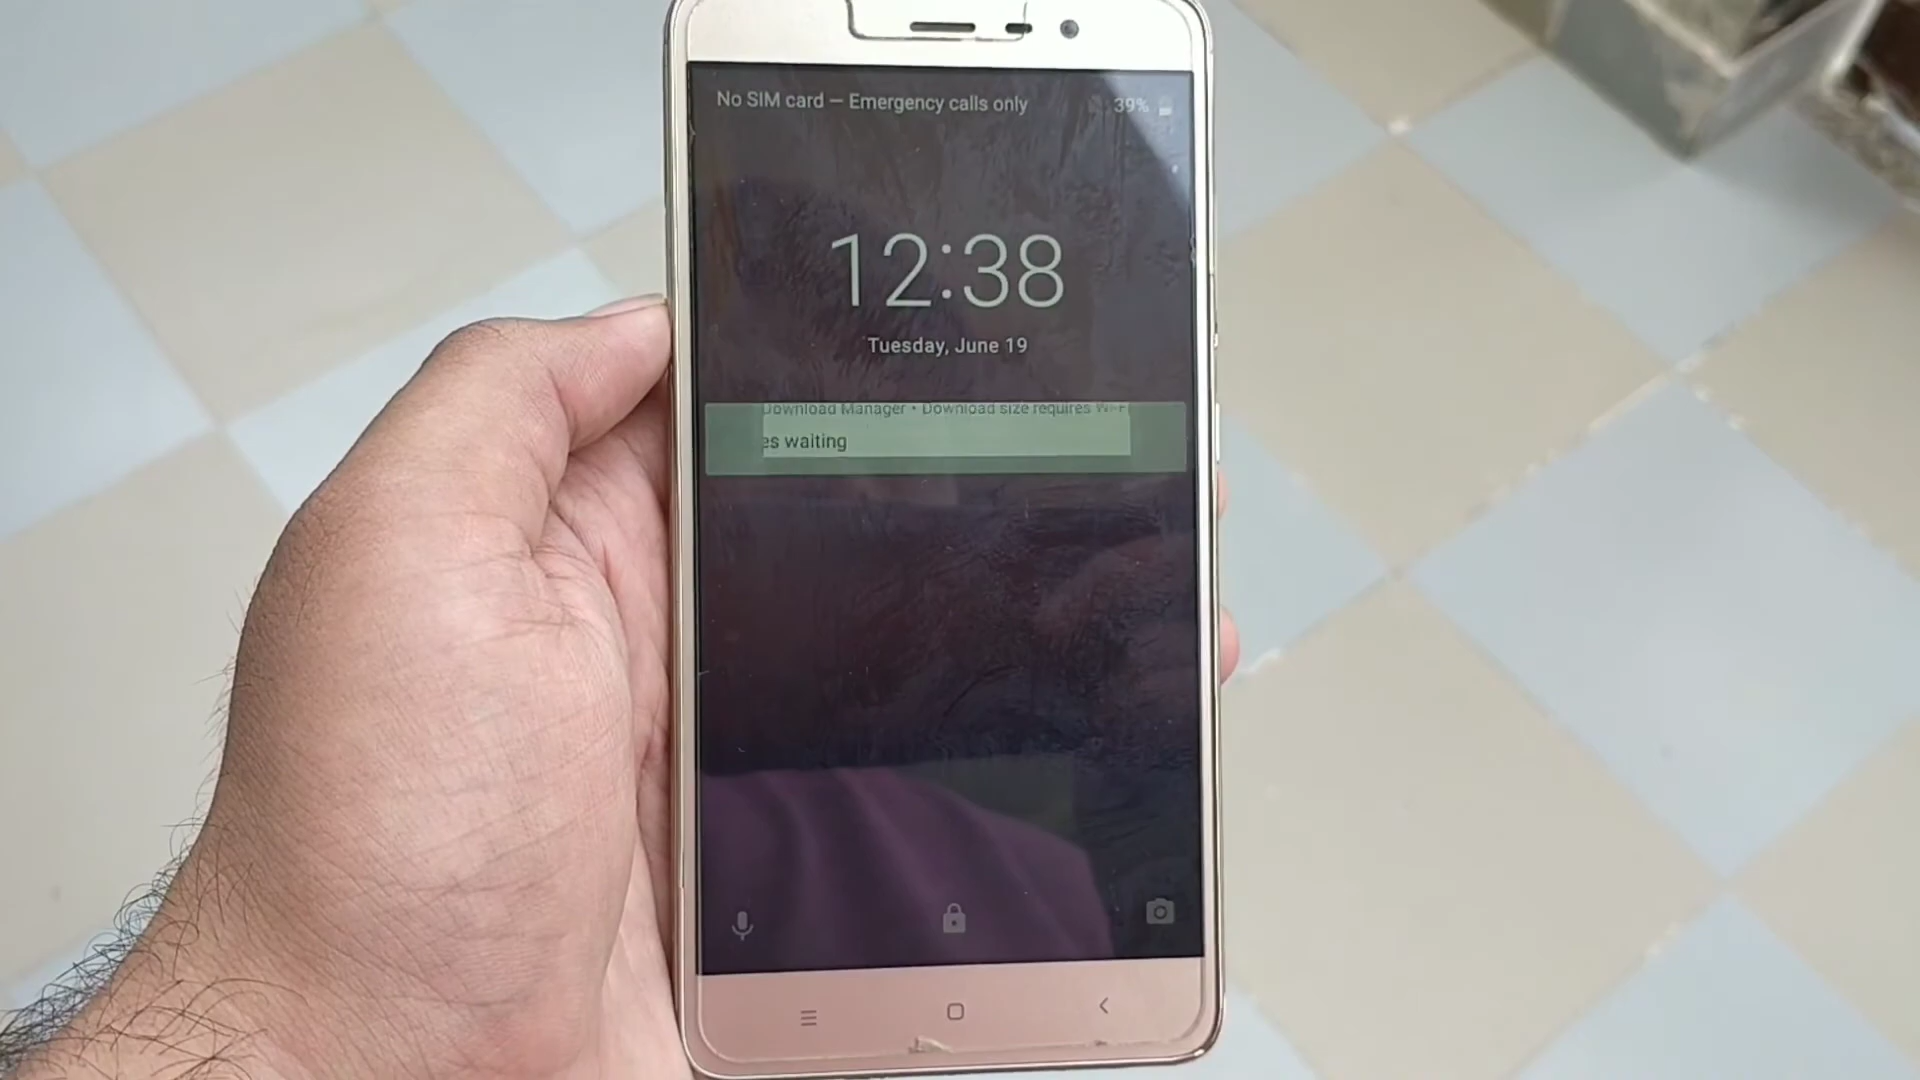 No SIM card — Emergency calls only 39%
12:38
Tuesday, June 19
Download Manager • Download size requires Wi-Fi
es waiting